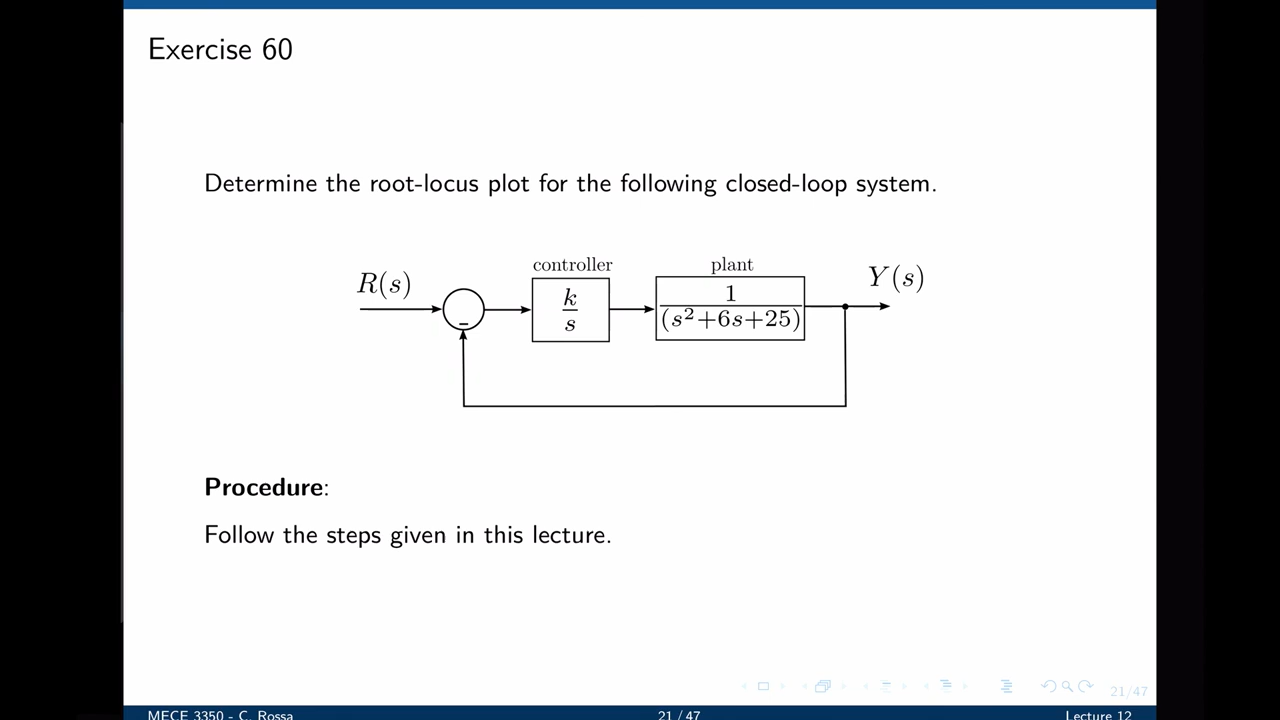 Exercise 60
Determine the root-locus plot for the following closed-loop system.
controller
plant
R(s)
k
s
1
(s²+6s+25)
Y(s)
-
Procedure:
Follow the steps given in this lecture.
21/47
MECE 3350 - C. Rossa
21 / 47
Lecture 12